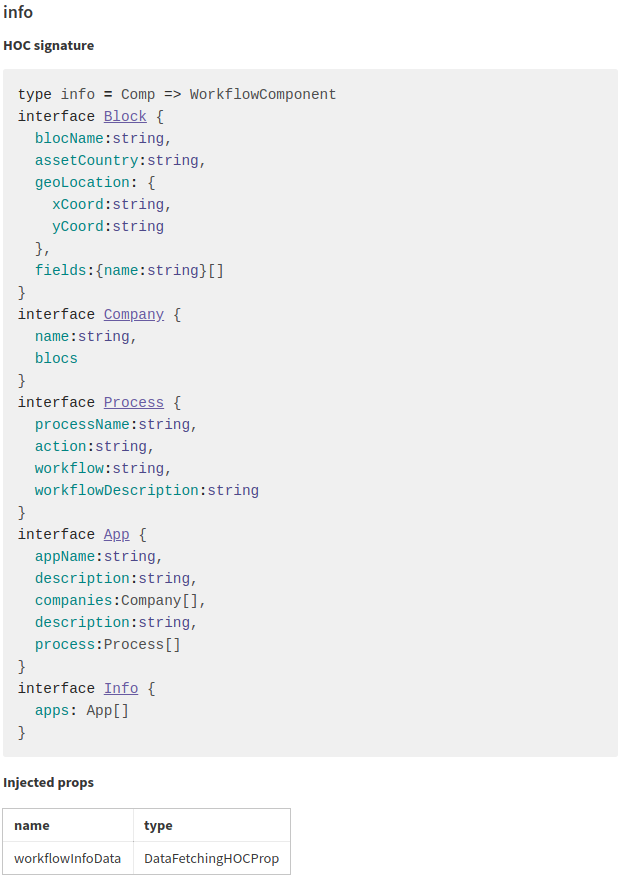 info
HOC signature
type info = Comp => WorkflowComponent
interface Block {
  blocName:string,
  assetCountry:string,
  geoLocation: {
    xCoord:string,
    yCoord:string
  },
  fields:{name:string}[]
}
interface Company {
  name:string,
  blocs
}
interface Process {
  processName:string,
  action:string,
  workflow:string,
  workflowDescription:string
}
interface App {
  appName:string,
  description:string,
  companies:Company[],
  description:string,
  process:Process[]
}
interface Info {
  apps: App[]
}
Injected props
name type
workflowInfoData DataFetchingHOCProp